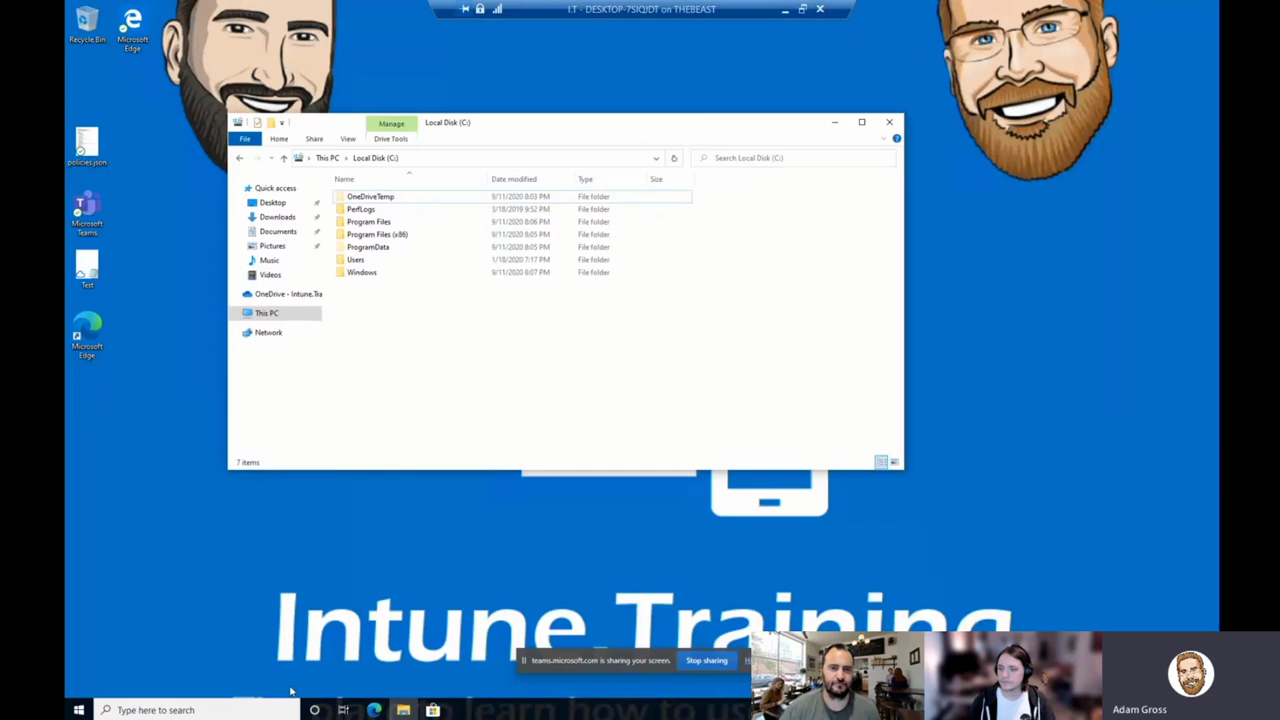 I.T - DESKTOP-7SIQJDT on THEBEAST
Recycle Bin
Microsoft Edge
policies.json
Microsoft Teams
Test
Microsoft Edge
Manage
Local Disk (C:)
File
Home
Share
View
Drive Tools
This PC
Local Disk (C:)
Search Local Disk (C:)
Name
Date modified
Type
Size
Quick access
Desktop
Downloads
Documents
Pictures
Music
Videos
OneDrive - Intune.Tra
This PC
Network
OneDriveTemp 9/11/2020 8:03 PM File folder
PerfLogs 3/18/2019 9:52 PM File folder
Program Files 9/11/2020 8:06 PM File folder
Program Files (x86) 9/11/2020 8:05 PM File folder
ProgramData 9/11/2020 8:05 PM File folder
Users 1/18/2020 7:17 PM File folder
Windows 9/11/2020 8:07 PM File folder
7 items
Intune Training
teams.microsoft.com is sharing your screen.
Stop sharing
Type here to search
Adam Gross